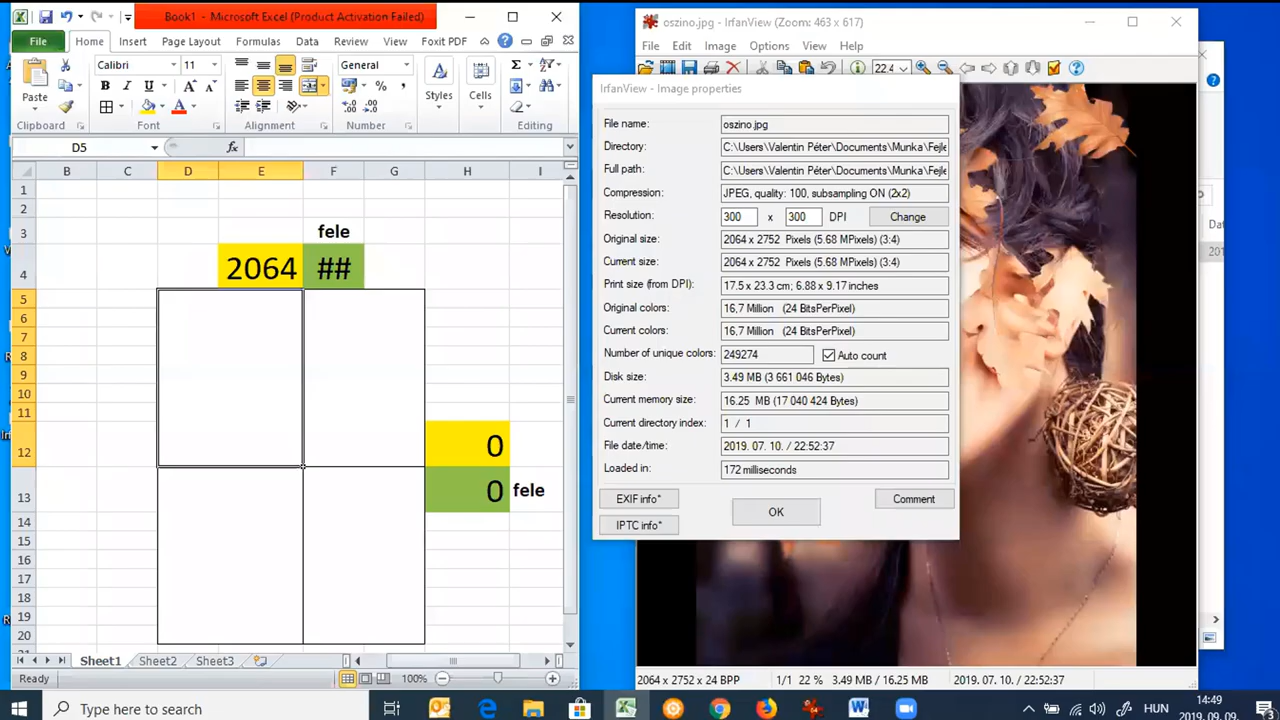 Book1 - Microsoft Excel (Product Activation Failed)
File Home Insert Page Layout Formulas Data Review View Foxit PDF
Calibri 11 General
Paste Styles Cells Editing
Clipboard Font Alignment Number
D5 fx
B C D E F G H I
1
2
3 fele
4 2064 ##
5
6
7
8
9
10
11
12 0
13 0 fele
14
15
16
17
18
19
20
Sheet1 Sheet2 Sheet3
Ready 100%
oszino.jpg - IrfanView (Zoom: 463 x 617)
File Edit Image Options View Help
22.4
IrfanView - Image properties
File name: oszino.jpg
Directory: C:\Users\Valentin Péter\Documents\Munka\Fejle
Full path: C:\Users\Valentin Péter\Documents\Munka\Fejle
Compression: JPEG, quality: 100, subsampling ON (2x2)
Resolution: 300 x 300 DPI Change
Original size: 2064 x 2752 Pixels (5.68 MPixels) (3:4)
Current size: 2064 x 2752 Pixels (5.68 MPixels) (3:4)
Print size (from DPI): 17.5 x 23.3 cm; 6.88 x 9.17 inches
Original colors: 16,7 Million (24 BitsPerPixel)
Current colors: 16,7 Million (24 BitsPerPixel)
Number of unique colors: 249274 Auto count
Disk size: 3.49 MB (3 661 046 Bytes)
Current memory size: 16.25 MB (17 040 424 Bytes)
Current directory index: 1 / 1
File date/time: 2019. 07. 10. / 22:52:37
Loaded in: 172 milliseconds
EXIF info* OK Comment
IPTC info*
2064 x 2752 x 24 BPP 1/1 22 % 3.49 MB / 16.25 MB 2019. 07. 10. / 22:52:37
Type here to search
HUN 14:49
2019. 09. 09.